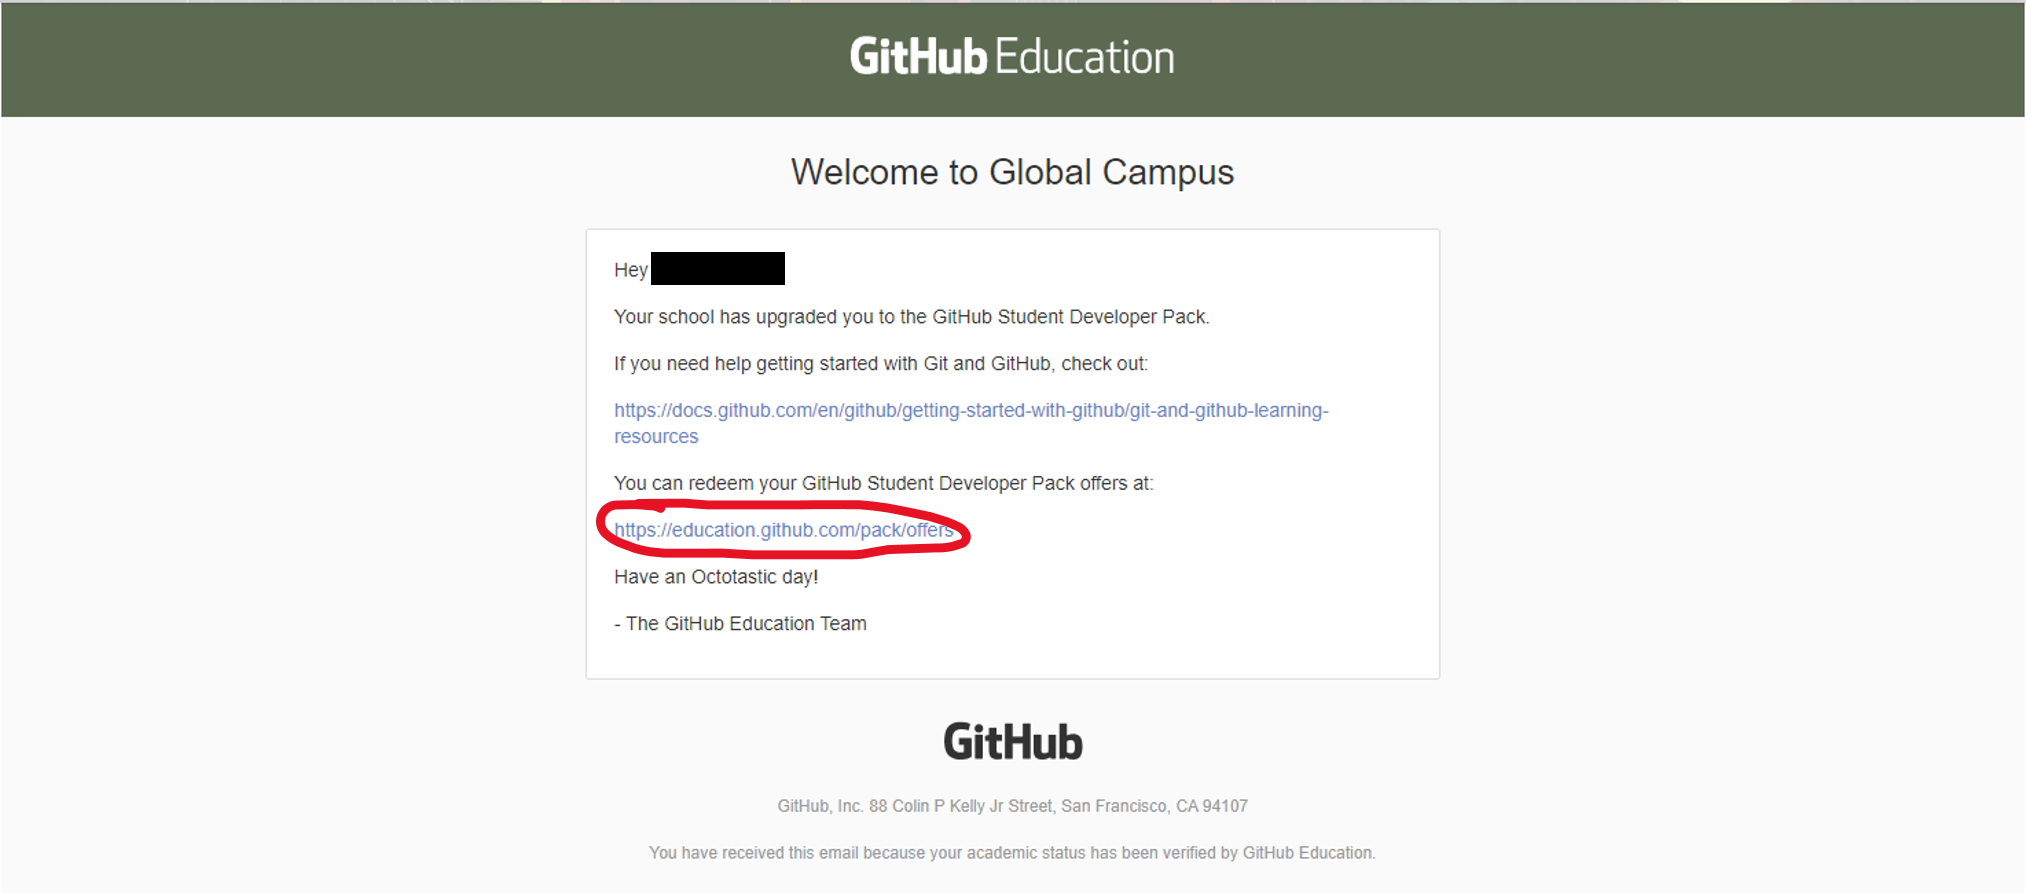 GitHub Education
Welcome to Global Campus
Hey
Your school has upgraded you to the GitHub Student Developer Pack.
If you need help getting started with Git and GitHub, check out:
https://docs.github.com/en/github/getting-started-with-github/git-and-github-learning-
resources
You can redeem your GitHub Student Developer Pack offers at:
https://education.github.com/pack/offers
Have an Octotastic day!
- The GitHub Education Team
GitHub
GitHub, Inc. 88 Colin P Kelly Jr Street, San Francisco, CA 94107
You have received this email because your academic status has been verified by GitHub Education.